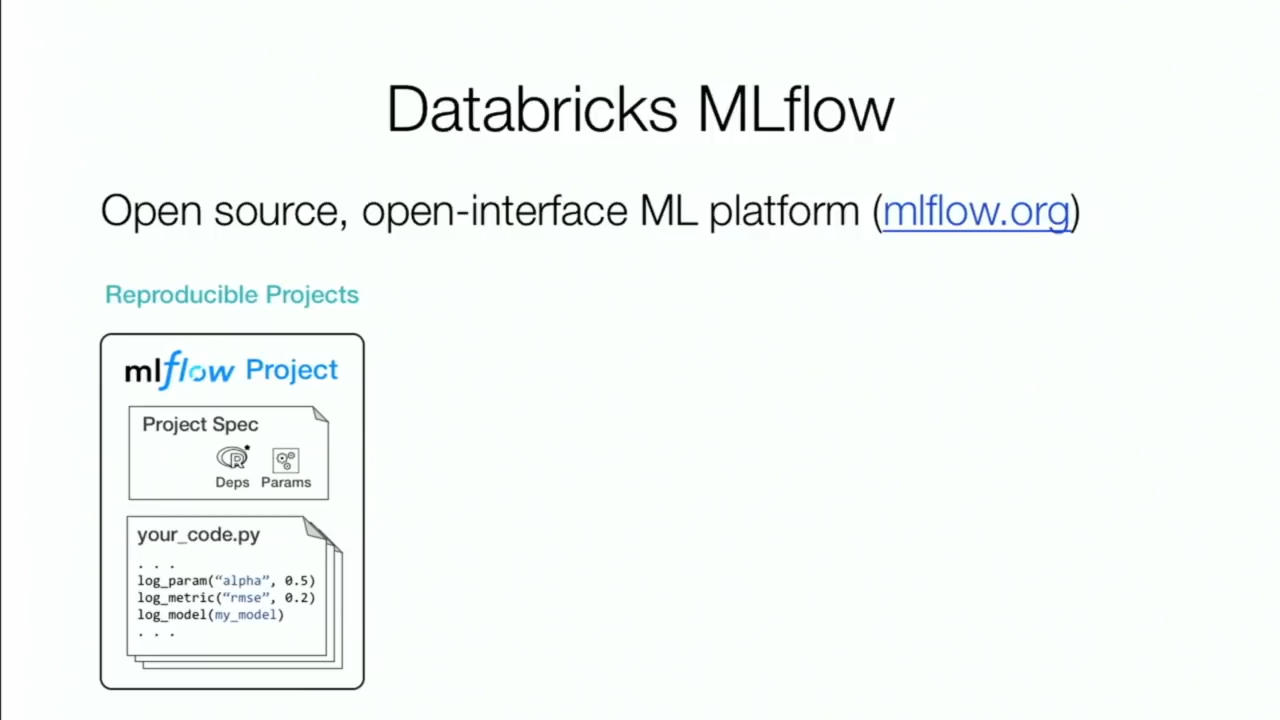 Databricks MLflow
Open source, open-interface ML platform (mlflow.org)
Reproducible Projects
mlflow Project
Project Spec
R
Deps Params
your_code.py
. . .
log_param(“alpha”, 0.5)
log_metric(“rmse”, 0.2)
log_model(my_model)
. . .